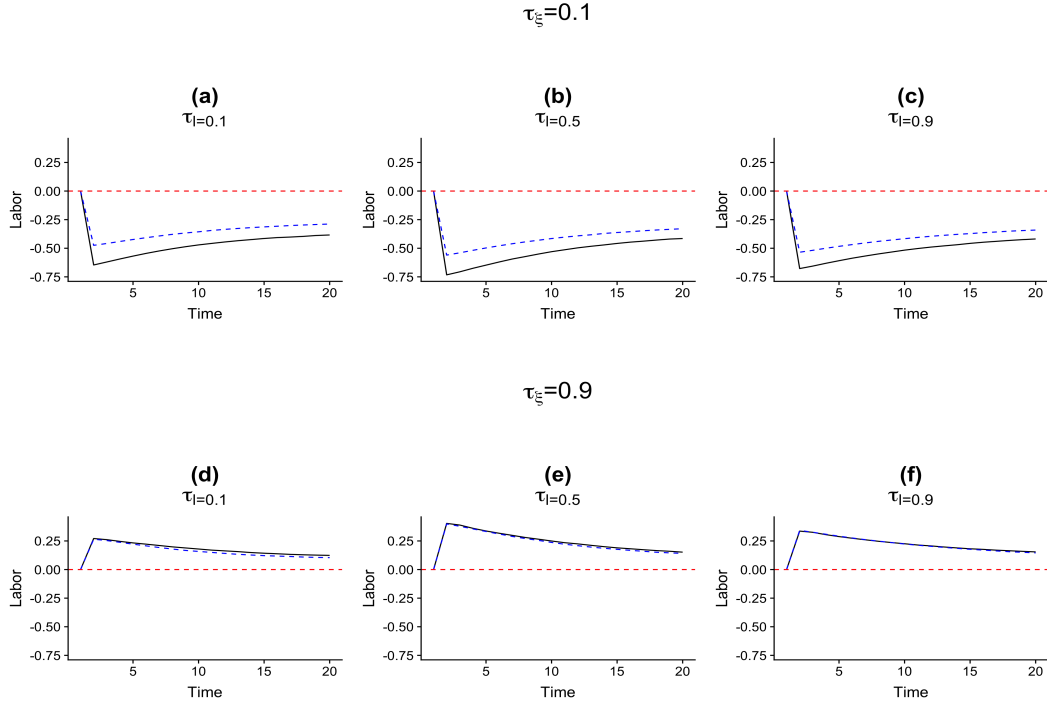 τξ=0.1
(a) (b) (c)
τl=0.1 τl=0.5 τl=0.9
0.25 0.25 0.25
0.00 0.00 0.00
-0.25 -0.25 -0.25
-0.50 -0.50 -0.50
-0.75 -0.75 -0.75
Labor Labor Labor
5 10 15 20 5 10 15 20 5 10 15 20
Time Time Time
τξ=0.9
(d) (e) (f)
τl=0.1 τl=0.5 τl=0.9
0.25 0.25 0.25
0.00 0.00 0.00
-0.25 -0.25 -0.25
-0.50 -0.50 -0.50
-0.75 -0.75 -0.75
Labor Labor Labor
5 10 15 20 5 10 15 20 5 10 15 20
Time Time Time